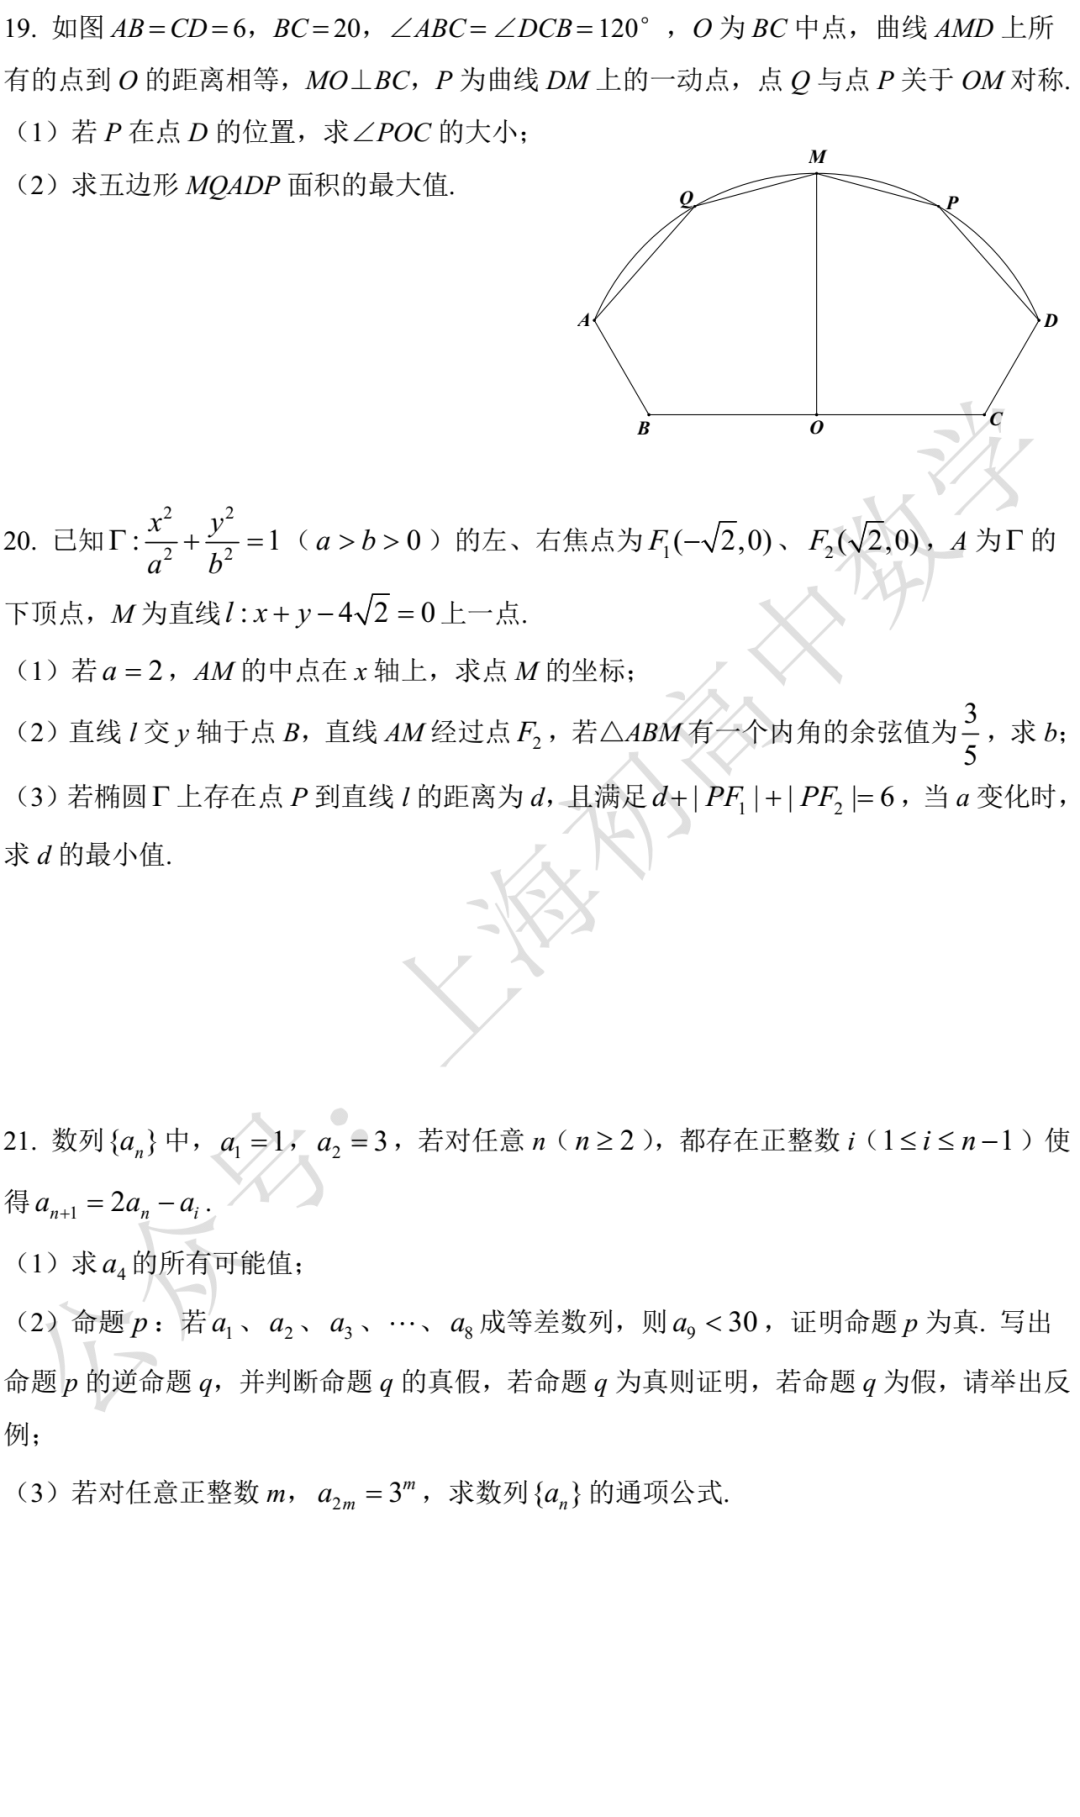 19. 如图 AB=CD=6，BC=20，∠ABC=∠DCB=120°，O 为 BC 中点，曲线 AMD 上所
有的点到 O 的距离相等，MO⊥BC，P 为曲线 DM 上的一动点，点 Q 与点 P 关于 OM 对称.
（1）若 P 在点 D 的位置，求∠POC 的大小；
（2）求五边形 MQADP 面积的最大值.
M
Q
P
A
D
B
O
C
20. 已知 Γ: x²/a² + y²/b² = 1（a > b > 0）的左、右焦点为 F₁(−√2,0)、F₂(√2,0)，A 为 Γ 的
下顶点，M 为直线 l: x + y − 4√2 = 0 上一点.
（1）若 a = 2，AM 的中点在 x 轴上，求点 M 的坐标；
（2）直线 l 交 y 轴于点 B，直线 AM 经过点 F₂，若△ABM 有一个内角的余弦值为 3/5，求 b；
（3）若椭圆 Γ 上存在点 P 到直线 l 的距离为 d，且满足 d + | PF₁ | + | PF₂ | = 6，当 a 变化时，
求 d 的最小值.
21. 数列 {aₙ} 中，a₁ = 1，a₂ = 3，若对任意 n（n ≥ 2），都存在正整数 i（1 ≤ i ≤ n − 1）使
得 aₙ₊₁ = 2aₙ − aᵢ.
（1）求 a₄ 的所有可能值；
（2）命题 p：若 a₁、a₂、a₃、⋯、a₈ 成等差数列，则 a₉ < 30，证明命题 p 为真. 写出
命题 p 的逆命题 q，并判断命题 q 的真假，若命题 q 为真则证明，若命题 q 为假，请举出反
例；
（3）若对任意正整数 m，a₂ₘ = 3ᵐ，求数列 {aₙ} 的通项公式.
公众号：上海初高中数学